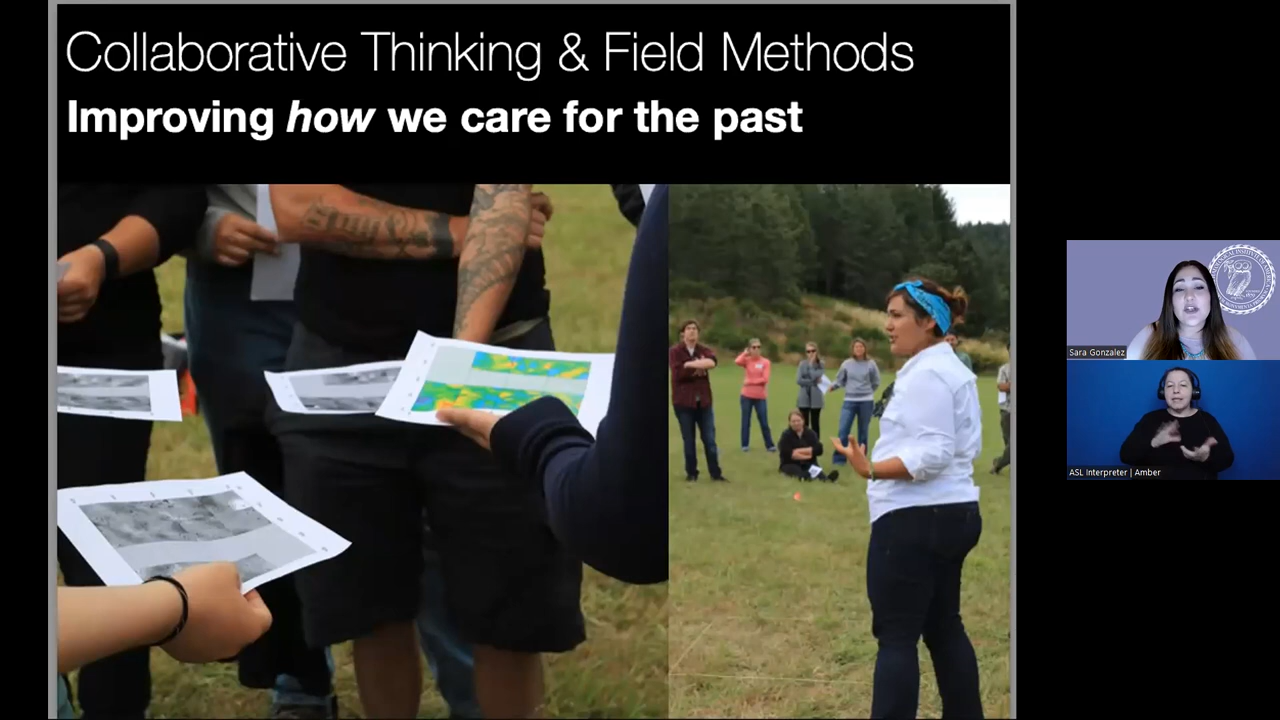 Collaborative Thinking & Field Methods
Improving how we care for the past
Sara Gonzalez
ASL Interpreter | Amber